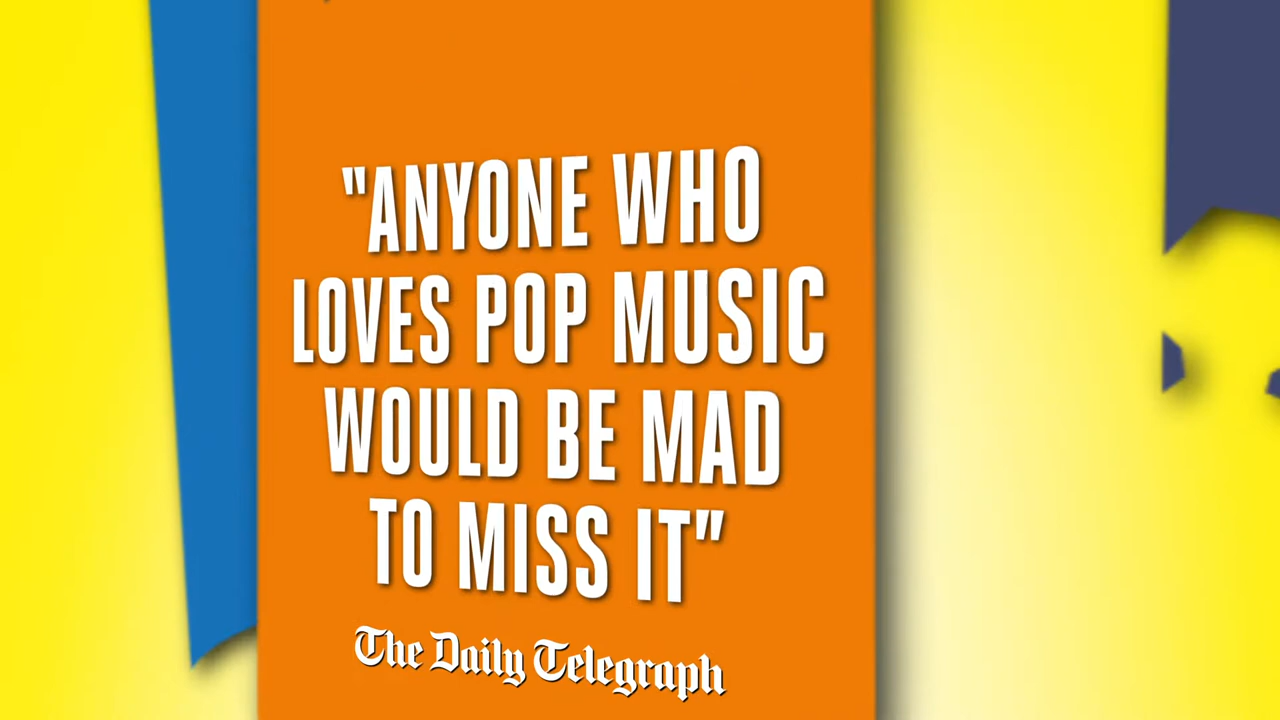 "ANYONE WHO
LOVES POP MUSIC
WOULD BE MAD
TO MISS IT"
The Daily Telegraph